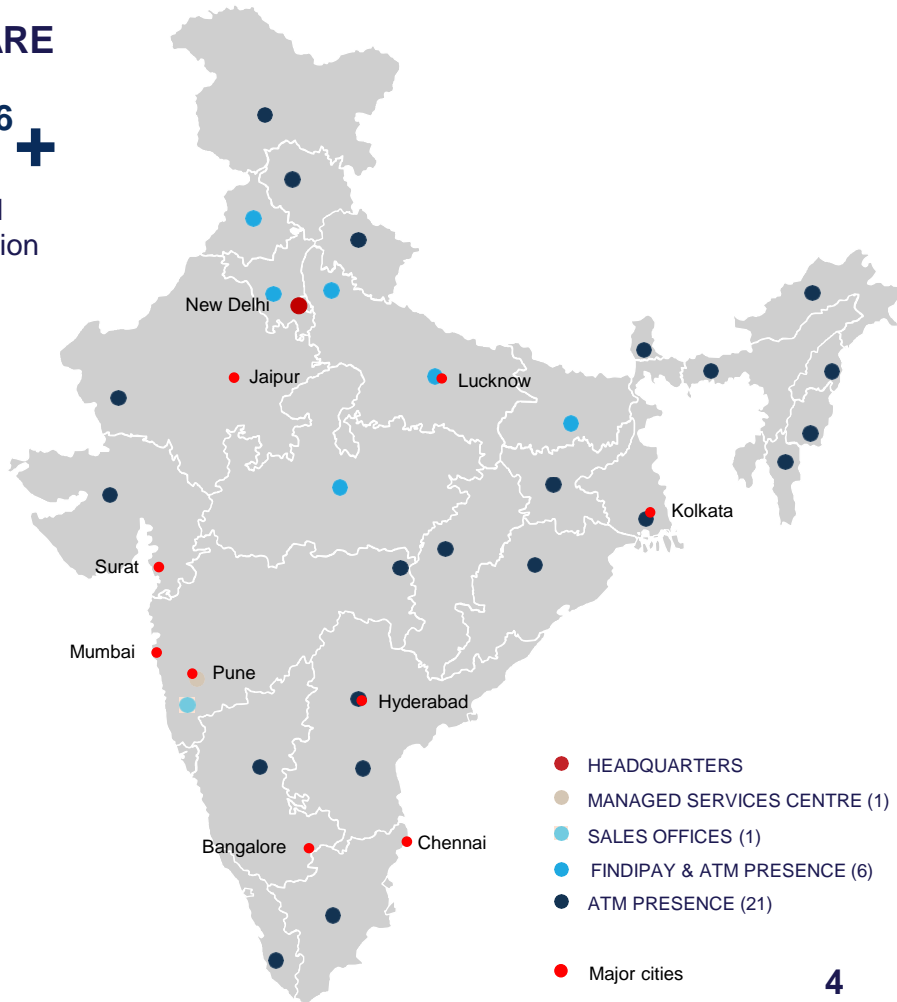 ARE
6
+
ion
New Delhi
Jaipur
Lucknow
Kolkata
Surat
Mumbai
Pune
Hyderabad
Bangalore
Chennai
HEADQUARTERS
MANAGED SERVICES CENTRE (1)
SALES OFFICES (1)
FINDIPAY & ATM PRESENCE (6)
ATM PRESENCE (21)
Major cities
4